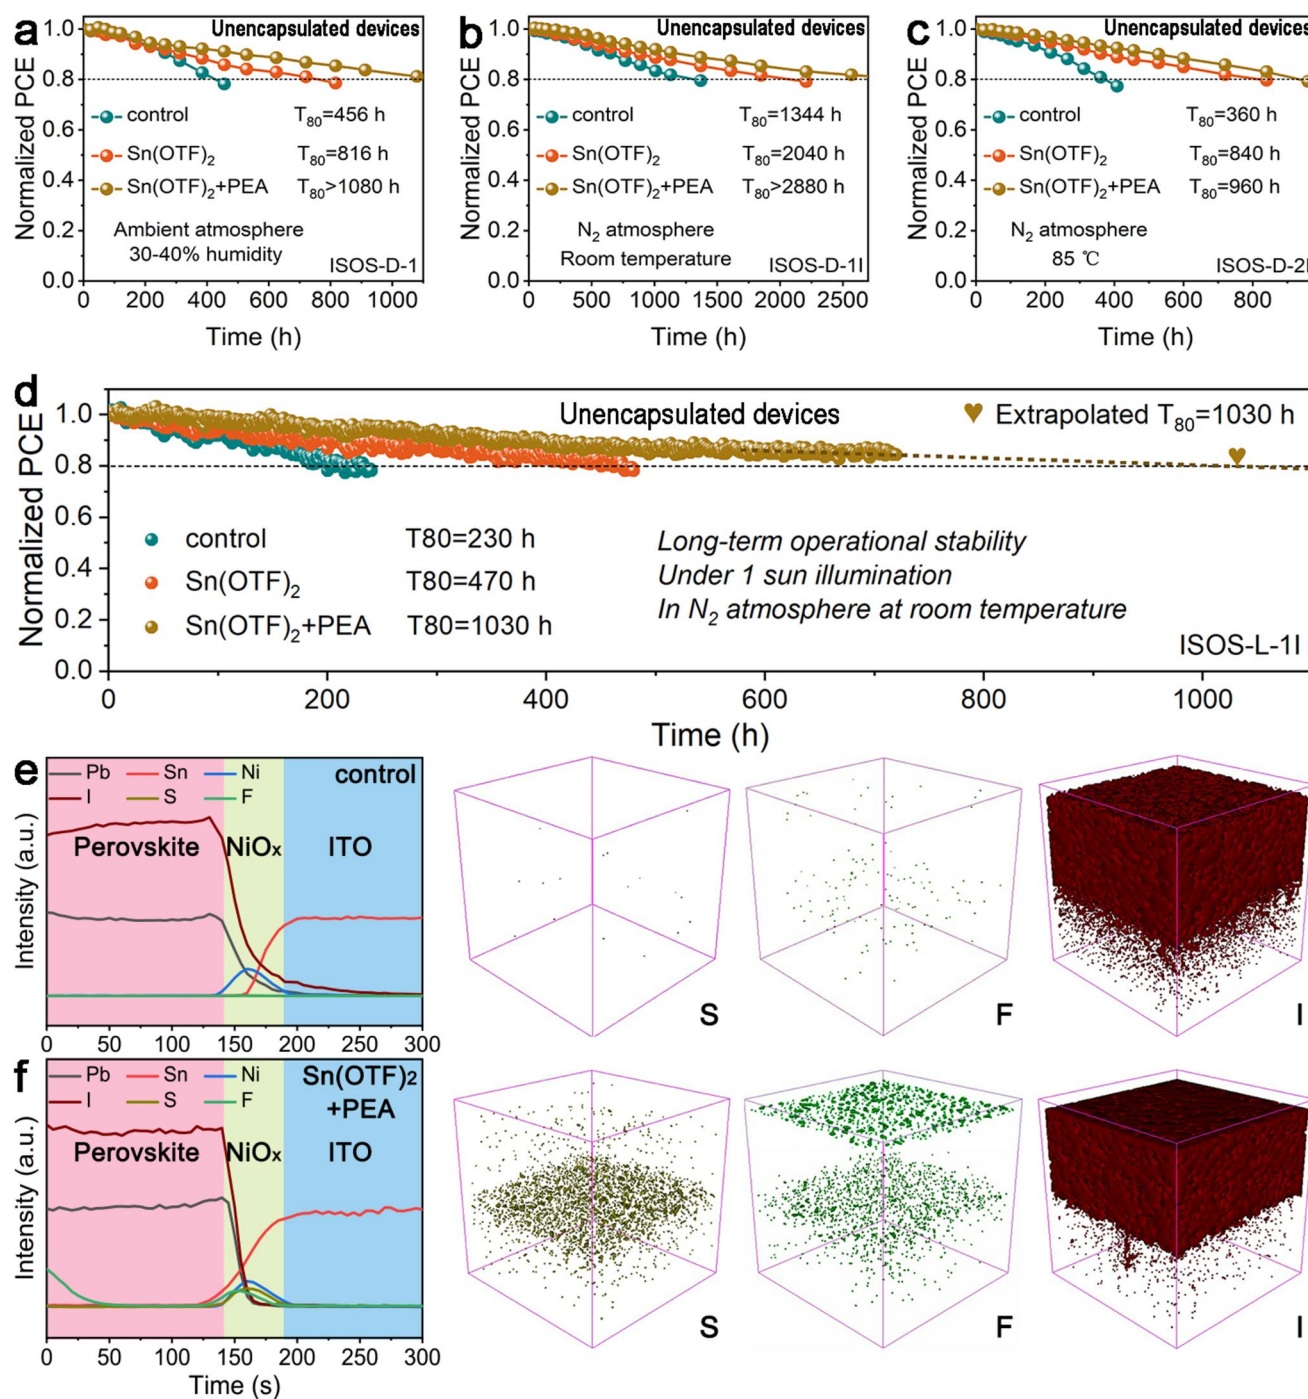 a
Unencapsulated devices
Normalized PCE
1.0
0.8
1.0
0.4
0.2
0.0
control T₈₀=456 h
Sn(OTF)₂ T₈₀=816 h
Sn(OTF)₂+PEA T₈₀>1080 h
Ambient atmosphere
30-40% humidity
ISOS-D-1
0 200 400 600 800 1000
Time (h)
b
Unencapsulated devices
Normalized PCE
1.0
0.8
1.0
0.4
0.2
0.0
control T₈₀=1344 h
Sn(OTF)₂ T₈₀=2040 h
Sn(OTF)₂+PEA T₈₀>2880 h
N₂ atmosphere
Room temperature
ISOS-D-1I
0 500 1000 1500 2000 2500
Time (h)
c
Unencapsulated devices
Normalized PCE
1.0
0.8
1.0
0.4
0.2
0.0
control T₈₀=360 h
Sn(OTF)₂ T₈₀=840 h
Sn(OTF)₂+PEA T₈₀=960 h
N₂ atmosphere
85 ℃
ISOS-D-2I
0 200 400 600 800
Time (h)
d
Unencapsulated devices
Extrapolated T₈₀=1030 h
Normalized PCE
1.0
0.8
0.6
0.4
0.2
0.0
control T80=230 h
Sn(OTF)₂ T80=470 h
Sn(OTF)₂+PEA T80=1030 h
Long-term operational stability
Under 1 sun illumination
In N₂ atmosphere at room temperature
ISOS-L-1I
0 200 400 600 800 1000
Time (h)
e
Pb Sn Ni
I S F
control
Perovskite NiOx ITO
Intensity (a.u.)
0 50 100 150 200 250 300
S
F
I
f
Pb Sn Ni
I S F
Sn(OTF)₂
+PEA
Perovskite NiOx ITO
Intensity (a.u.)
0 50 100 150 200 250 300
Time (s)
S
F
I